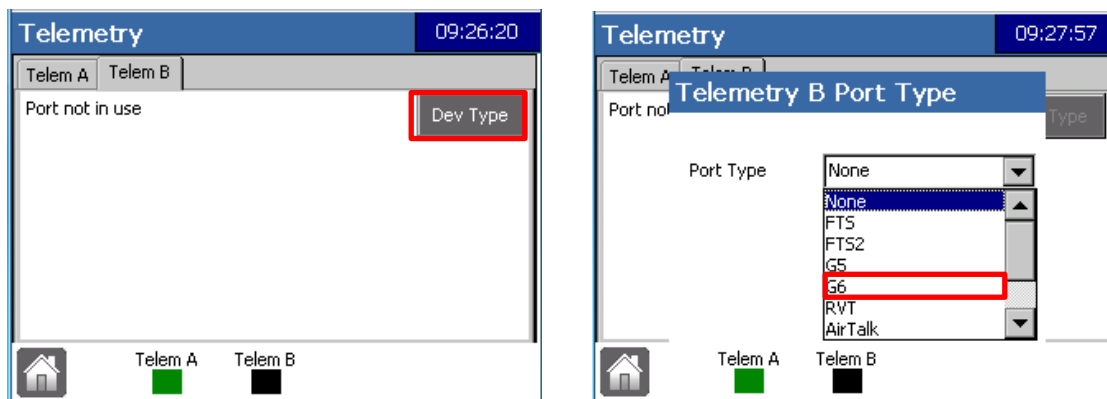 Telemetry 09:26:20
Telem A Telem B
Port not in use
Dev Type
Telem A Telem B
Telemetry 09:27:57
Telem A
Telemetry B Port Type
Port not
Type
Port Type None
None
FTS
FTS2
G5
G6
RVT
AirTalk
Telem A Telem B